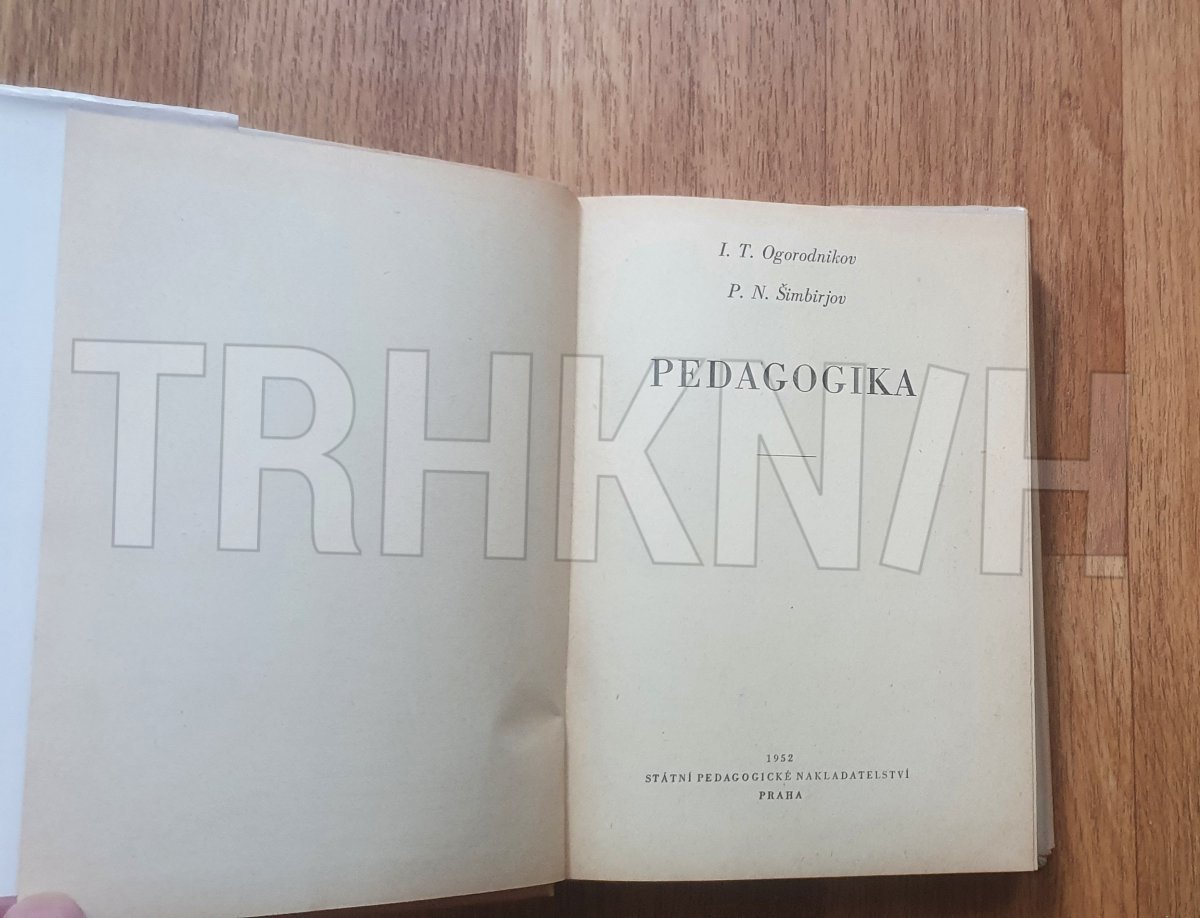 I. T. Ogorodnikov
P. N. Šimbirjov
PEDAGOGIKA
TRHKNIH
1952
STÁTNÍ PEDAGOGICKÉ NAKLADATELSTVÍ
PRAHA